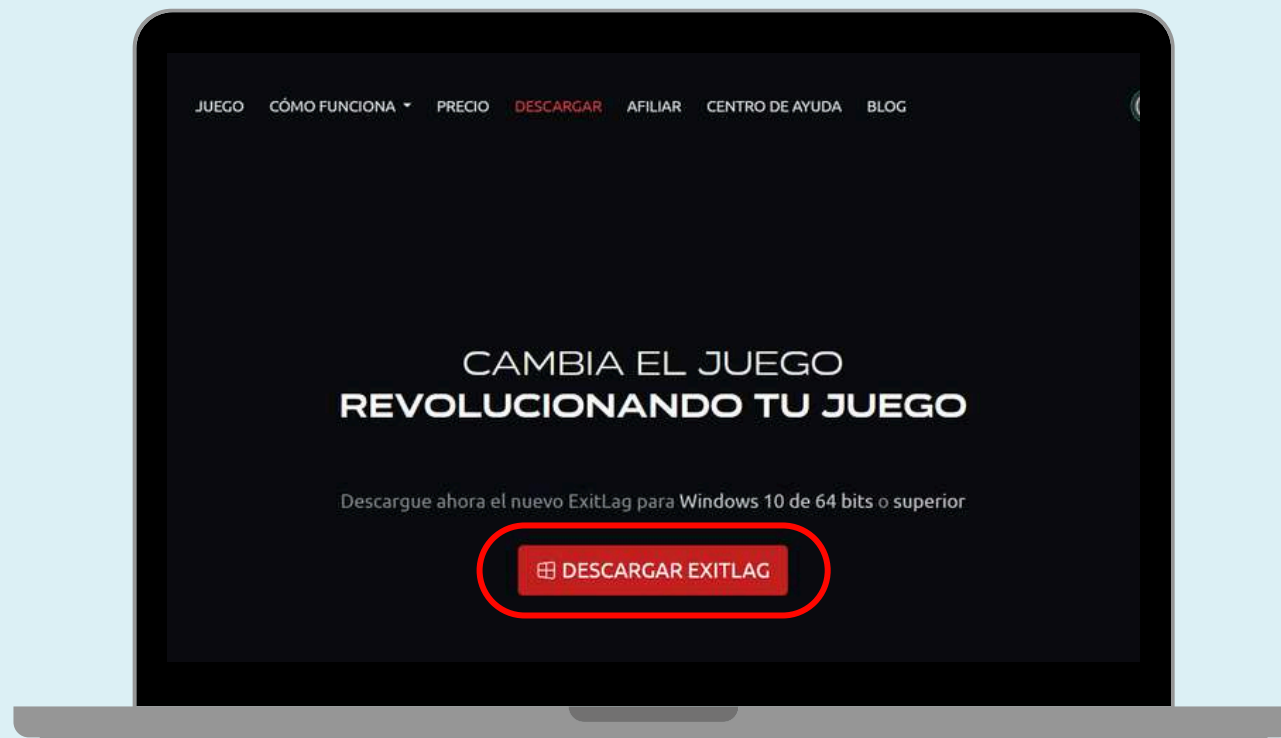 JUEGO CÓMO FUNCIONA PRECIO DESCARGAR AFILIAR CENTRO DE AYUDA BLOG
CAMBIA EL JUEGO
REVOLUCIONANDO TU JUEGO
Descargue ahora el nuevo ExitLag para Windows 10 de 64 bits o superior
DESCARGAR EXITLAG